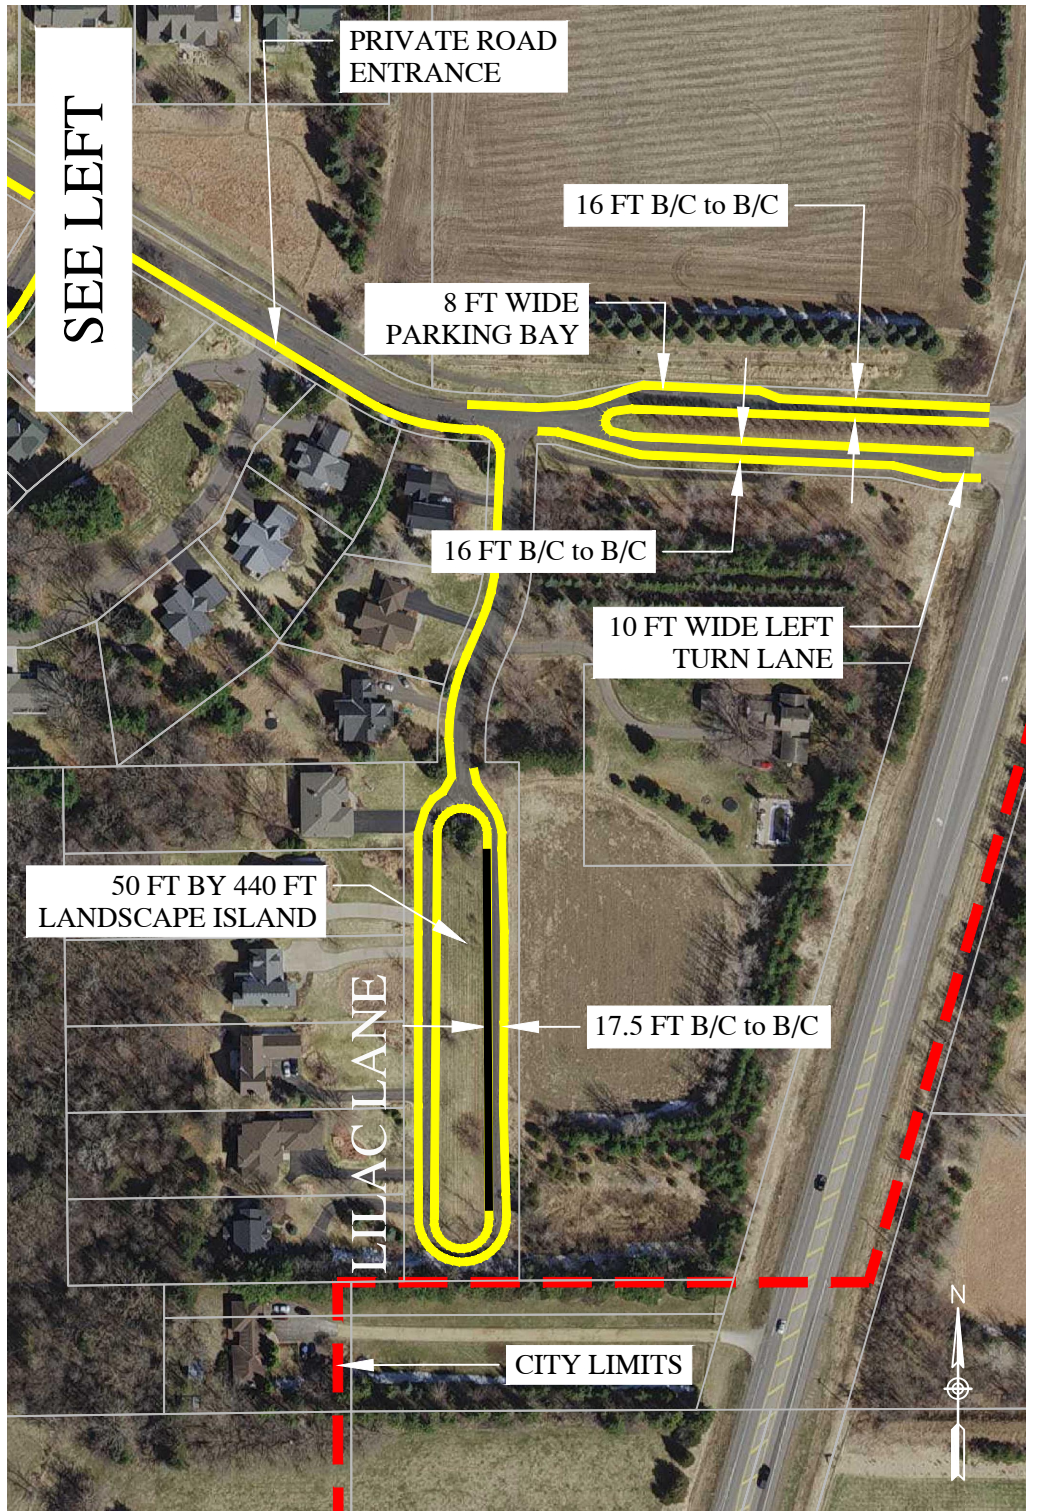 PRIVATE ROAD
ENTRANCE
SEE LEFT
16 FT B/C to B/C
8 FT WIDE
PARKING BAY
16 FT B/C to B/C
10 FT WIDE LEFT
TURN LANE
50 FT BY 440 FT
LANDSCAPE ISLAND
LILAC LANE
17.5 FT B/C to B/C
N
CITY LIMITS